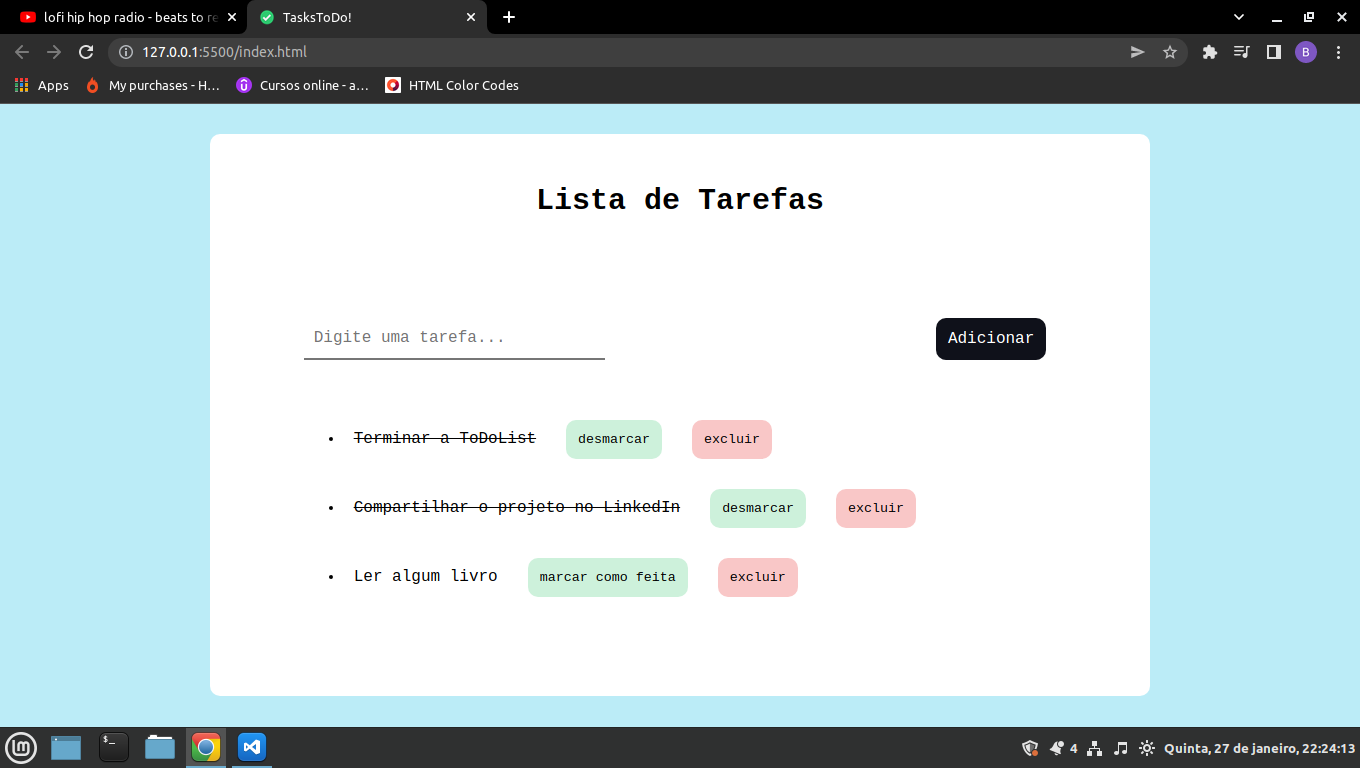 lofi hip hop radio - beats to re
TasksToDo!
127.0.0.1:5500/index.html
B
Apps
My purchases - H…
Cursos online - a…
HTML Color Codes
Lista de Tarefas
Digite uma tarefa...
Adicionar
Terminar a ToDoList
desmarcar
excluir
Compartilhar o projeto no LinkedIn
desmarcar
excluir
Ler algum livro
marcar como feita
excluir
$_
4
Quinta, 27 de janeiro, 22:24:13